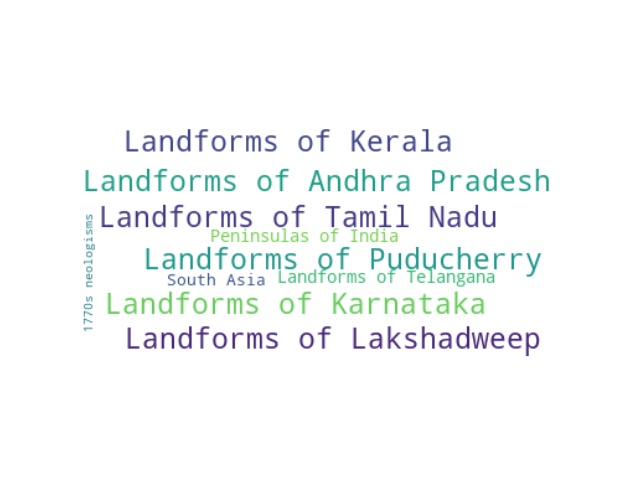 Landforms of Kerala
Landforms of Andhra Pradesh
Landforms of Tamil Nadu
Peninsulas of India
Landforms of Puducherry
South Asia
Landforms of Telangana
Landforms of Karnataka
Landforms of Lakshadweep
1770s neologisms